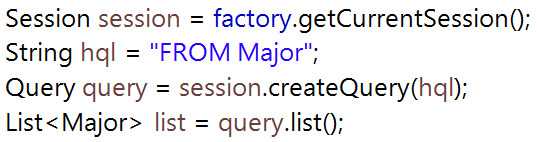 Session session = factory.getCurrentSession();
String hql = "FROM Major";
Query query = session.createQuery(hql);
List<Major> list = query.list();